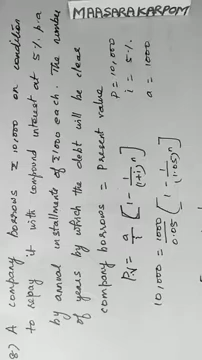 MAASARAKARPOM
8) A company borrows ₹ 10,000 on condition
to repay it with compound interest at 5% p.a
by annual installments of ₹1000 each. The number
of years by which the debt will be clear
company borrows = present value
P.V = a/i [1 - 1/(1+i)^n]
P = 10,000
i = 5%
a = 1000
10,000 = 1000/0.05 [1 - 1/(1.05)^n]